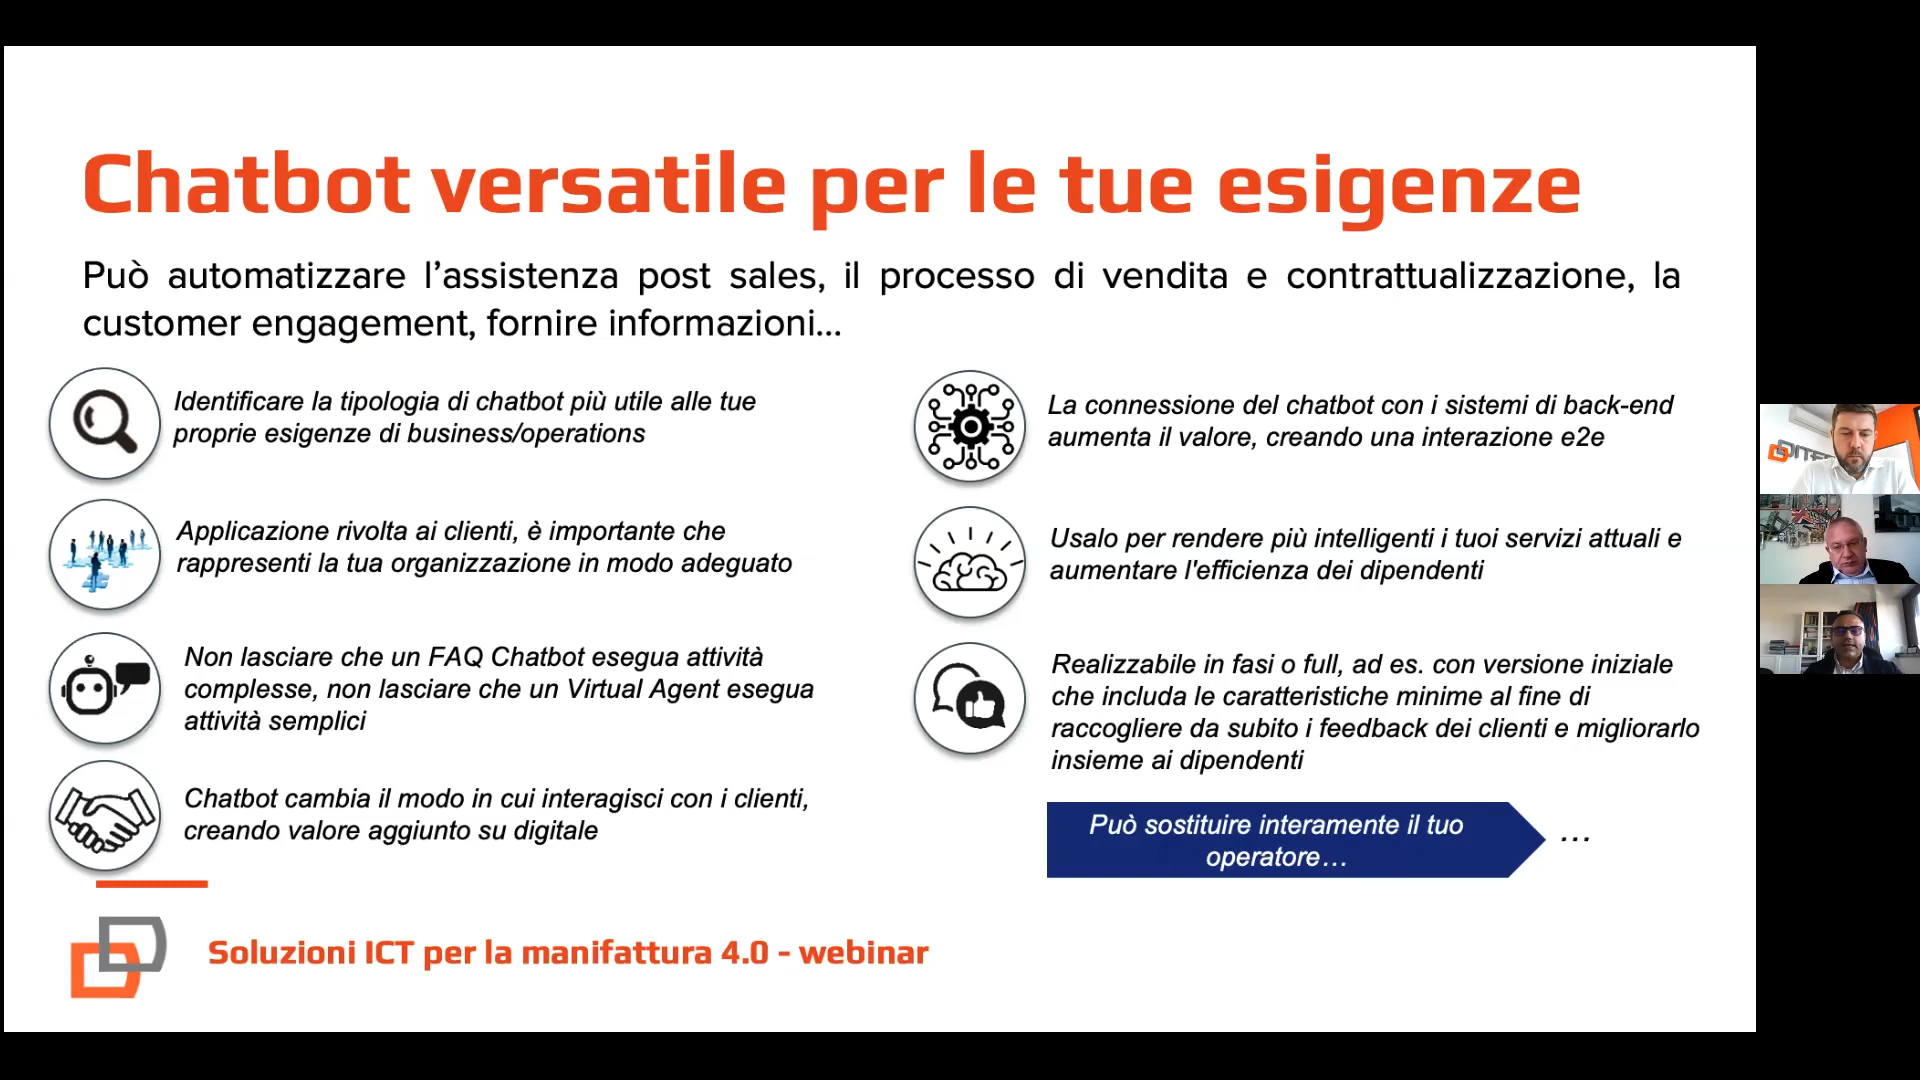 Chatbot versatile per le tue esigenze
Può automatizzare l’assistenza post sales, il processo di vendita e contrattualizzazione, la
customer engagement, fornire informazioni...
Identificare la tipologia di chatbot più utile alle tue
proprie esigenze di business/operations
Applicazione rivolta ai clienti, è importante che
rappresenti la tua organizzazione in modo adeguato
Non lasciare che un FAQ Chatbot esegua attività
complesse, non lasciare che un Virtual Agent esegua
attività semplici
Chatbot cambia il modo in cui interagisci con i clienti,
creando valore aggiunto su digitale
La connessione del chatbot con i sistemi di back-end
aumenta il valore, creando una interazione e2e
Usalo per rendere più intelligenti i tuoi servizi attuali e
aumentare l'efficienza dei dipendenti
Realizzabile in fasi o full, ad es. con versione iniziale
che includa le caratteristiche minime al fine di
raccogliere da subito i feedback dei clienti e migliorarlo
insieme ai dipendenti
Può sostituire interamente il tuo
operatore…
…
Soluzioni ICT per la manifattura 4.0 - webinar